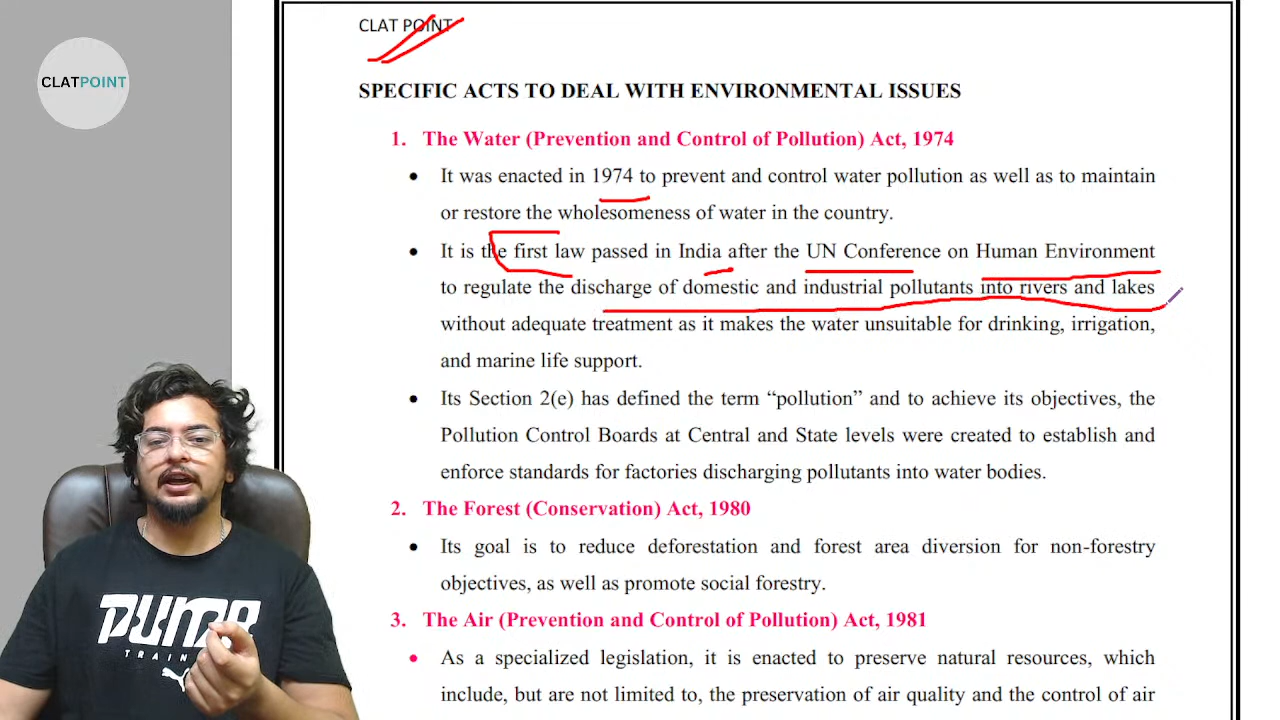 CLAT POINT
CLATPOINT
SPECIFIC ACTS TO DEAL WITH ENVIRONMENTAL ISSUES
1. The Water (Prevention and Control of Pollution) Act, 1974
• It was enacted in 1974 to prevent and control water pollution as well as to maintain
or restore the wholesomeness of water in the country.
• It is the first law passed in India after the UN Conference on Human Environment
to regulate the discharge of domestic and industrial pollutants into rivers and lakes
without adequate treatment as it makes the water unsuitable for drinking, irrigation,
and marine life support.
• Its Section 2(e) has defined the term “pollution” and to achieve its objectives, the
Pollution Control Boards at Central and State levels were created to establish and
enforce standards for factories discharging pollutants into water bodies.
2. The Forest (Conservation) Act, 1980
• Its goal is to reduce deforestation and forest area diversion for non-forestry
objectives, as well as promote social forestry.
3. The Air (Prevention and Control of Pollution) Act, 1981
• As a specialized legislation, it is enacted to preserve natural resources, which
include, but are not limited to, the preservation of air quality and the control of air
PUMA